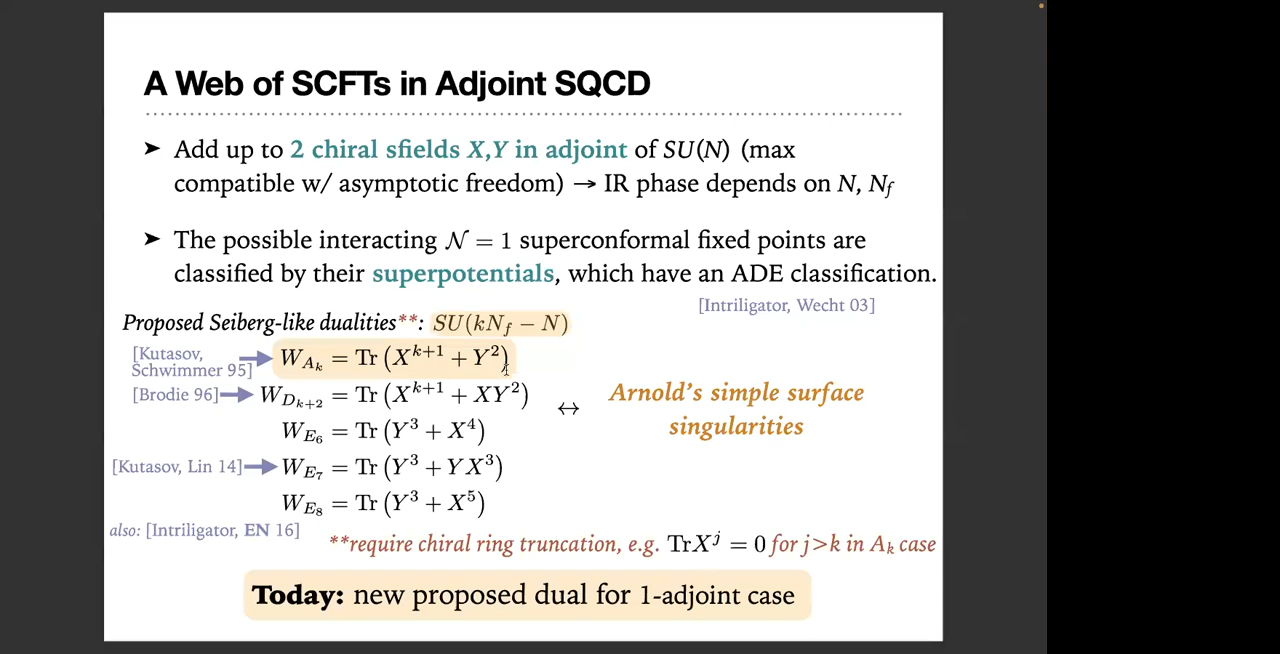 A Web of SCFTs in Adjoint SQCD
➤ Add up to 2 chiral sfields X,Y in adjoint of SU(N) (max
compatible w/ asymptotic freedom) → IR phase depends on N, N_f
➤ The possible interacting 𝒩 = 1 superconformal fixed points are
classified by their superpotentials, which have an ADE classification.
[Intriligator, Wecht 03]
Proposed Seiberg-like dualities**: SU(kN_f − N)
[Kutasov,
Schwimmer 95]
W_{A_k} = Tr (X^{k+1} + Y^2)
[Brodie 96]
W_{D_{k+2}} = Tr (X^{k+1} + XY^2)
↔
Arnold's simple surface
singularities
W_{E_6} = Tr (Y^3 + X^4)
[Kutasov, Lin 14]
W_{E_7} = Tr (Y^3 + YX^3)
W_{E_8} = Tr (Y^3 + X^5)
also: [Intriligator, EN 16]
**require chiral ring truncation, e.g. TrX^j = 0 for j>k in A_k case
Today: new proposed dual for 1-adjoint case